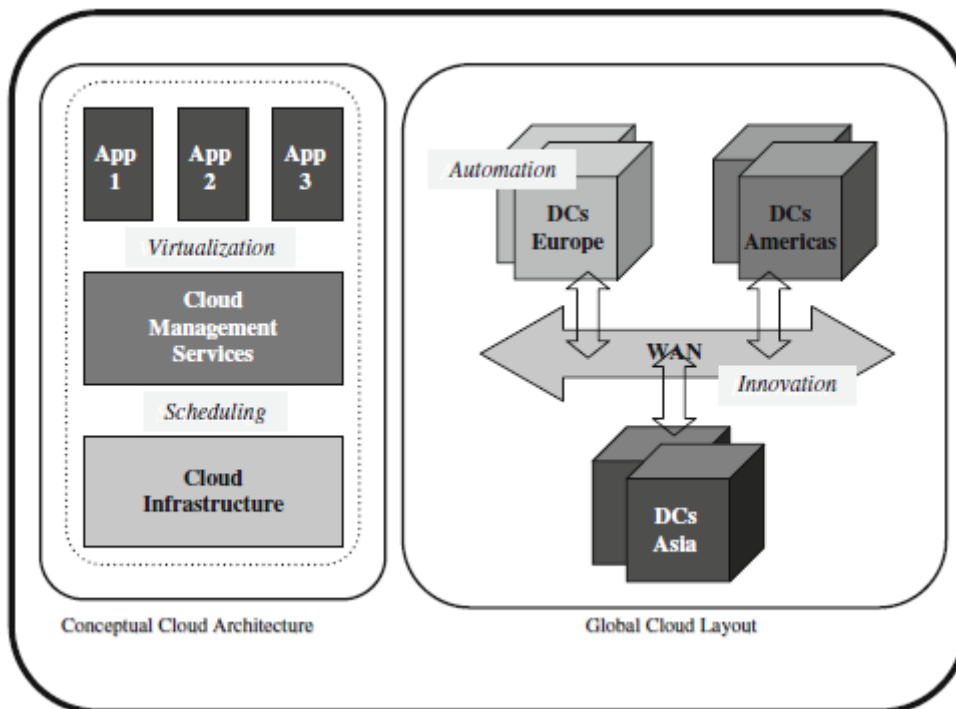 App
1
App
2
App
3
Virtualization
Cloud
Management
Services
Scheduling
Cloud
Infrastructure
Conceptual Cloud Architecture
Automation
DCs
Europe
DCs
Americas
WAN
Innovation
DCs
Asia
Global Cloud Layout